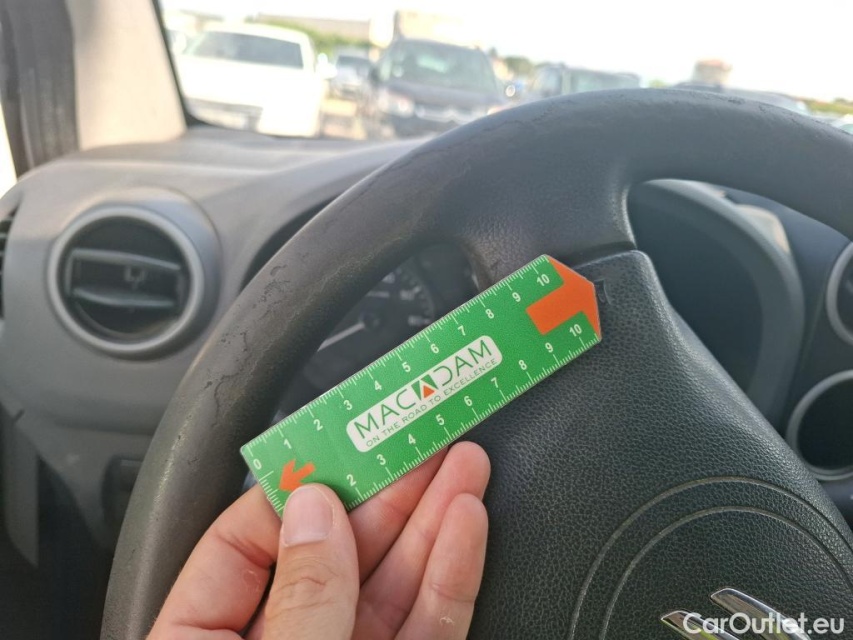 0 1 2 3 4 5 6 7 8 9 10
MACADAM
ON THE ROAD TO EXCELLENCE
2 3 4 5 6 7 8 9 10
CarOutlet.eu